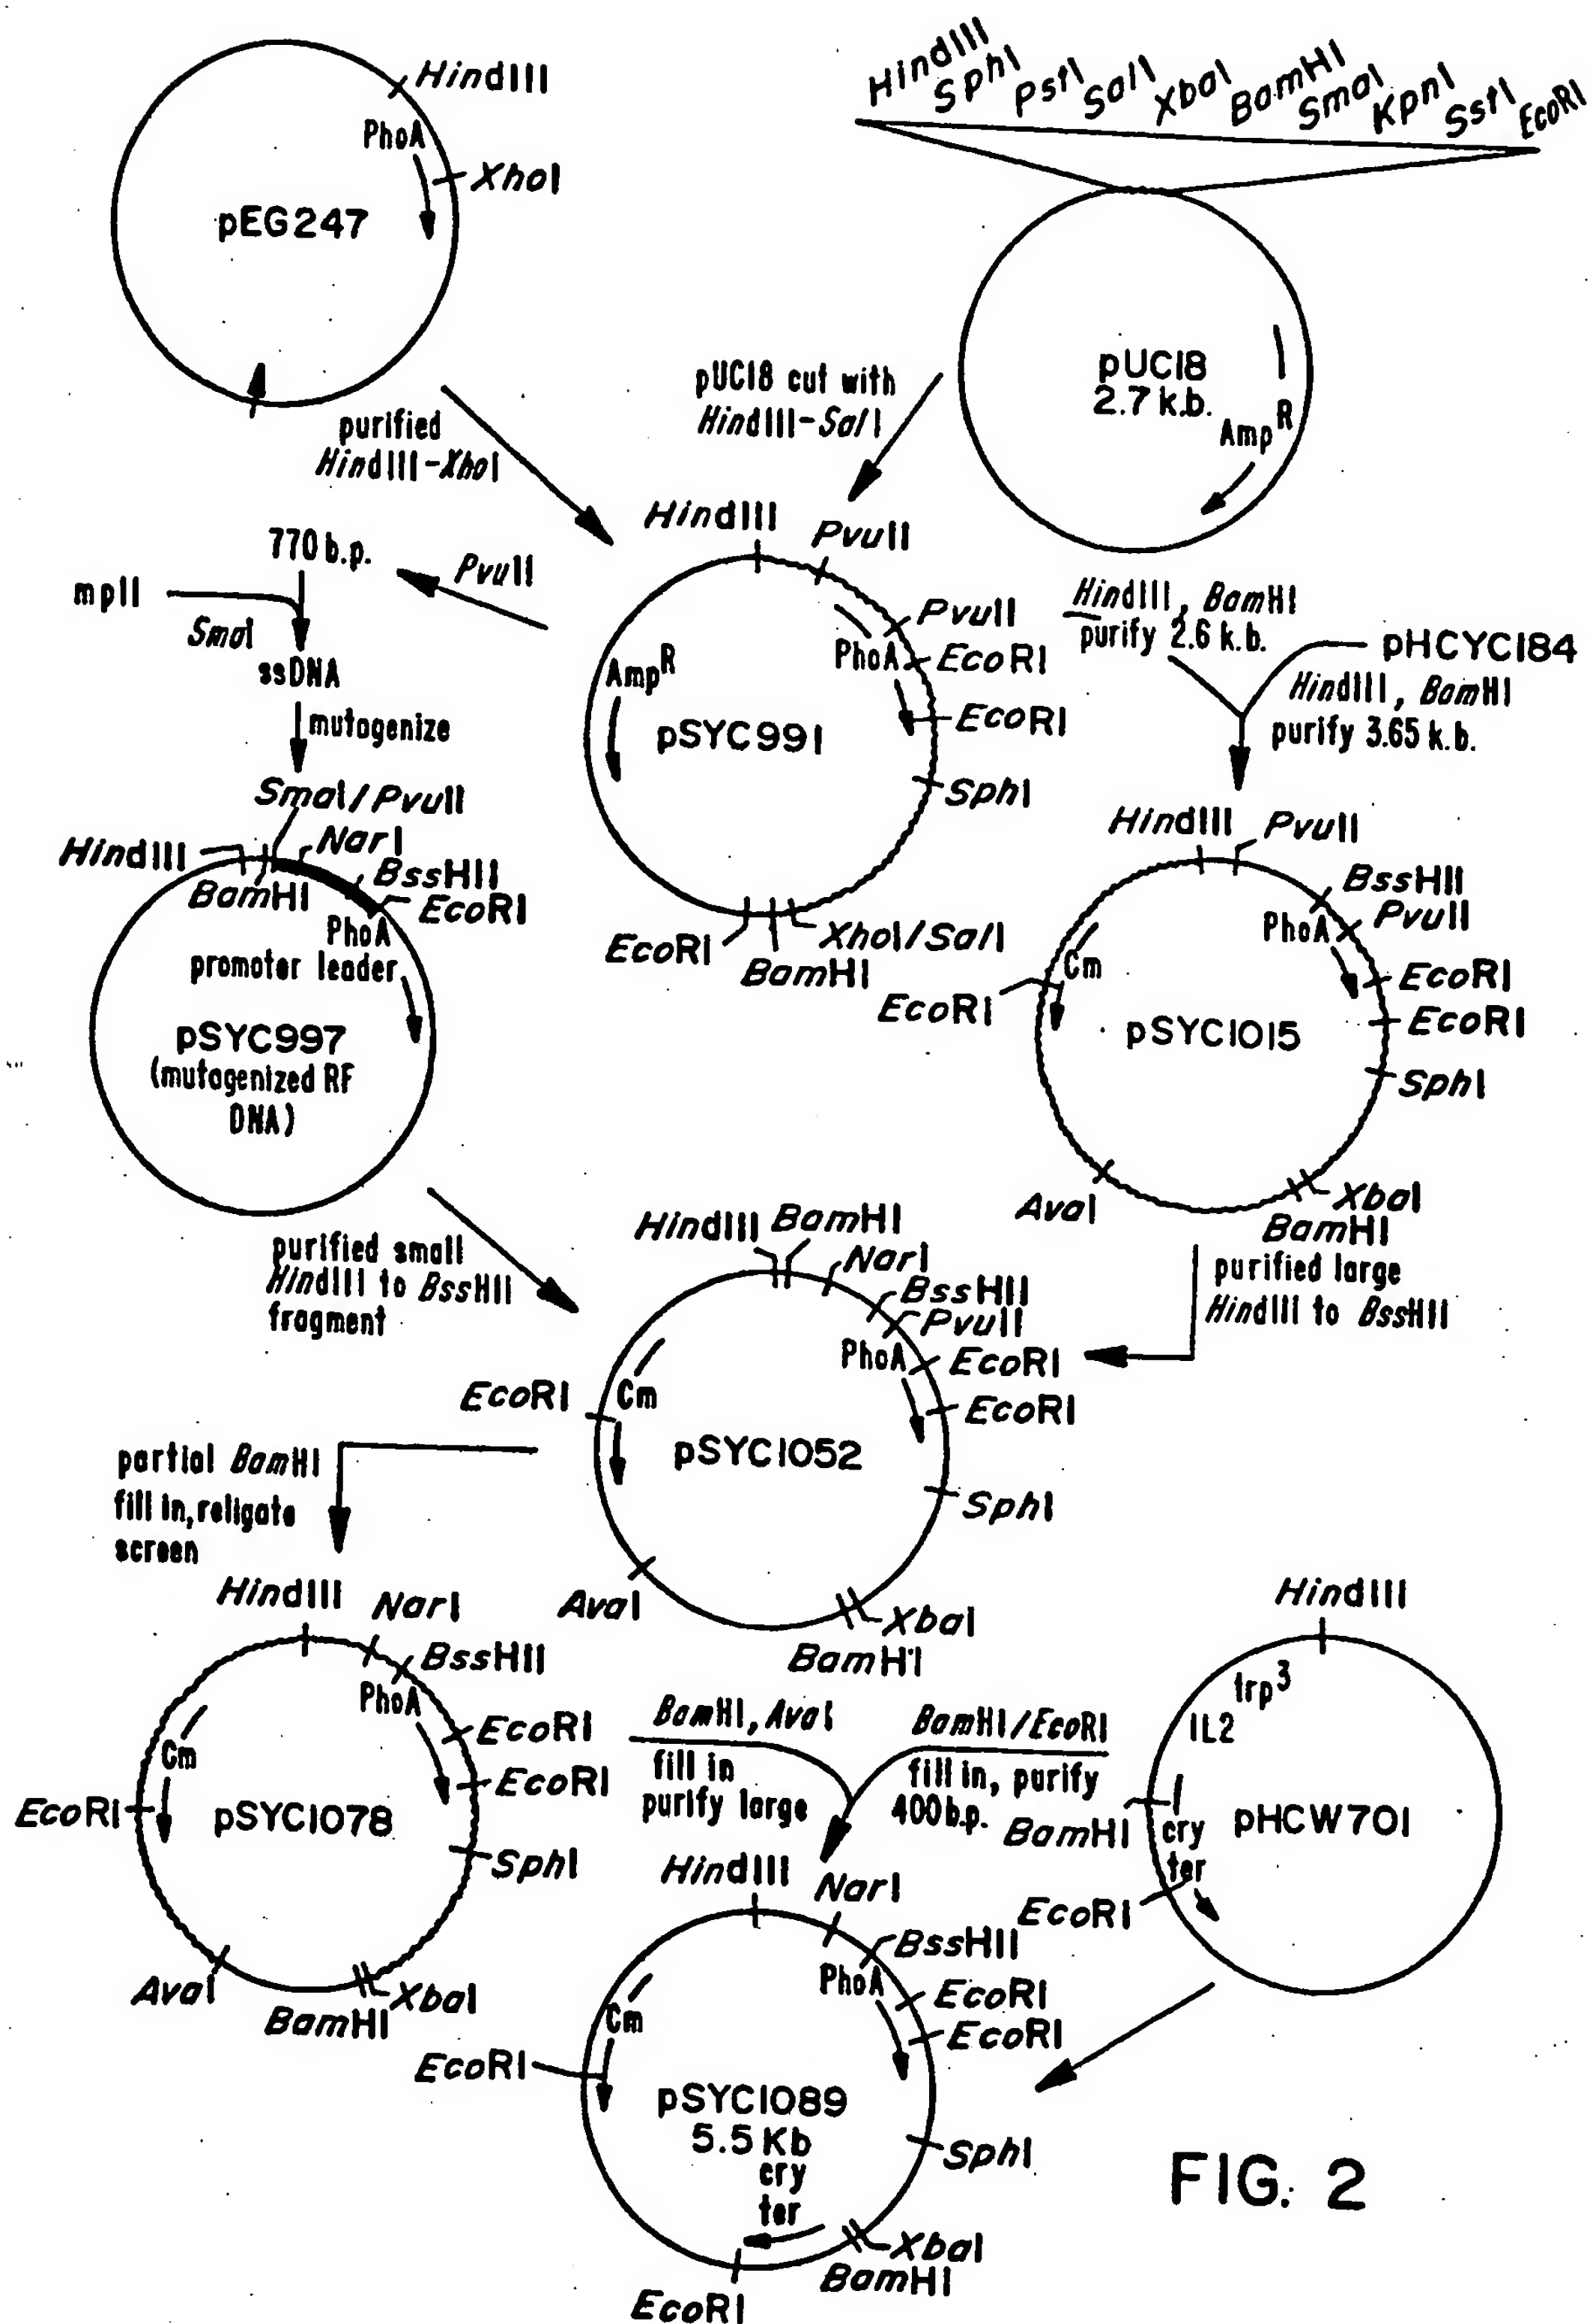 HindIII
PhoA
XhoI
pEG247
HindIII
SphI
PstI
SalI
XbaI
BamHI
SmaI
KpnI
SstI
EcoRI
pUC18
2.7 k.b.
Amp R
purified
HindIII-XhoI
pUC18 cut with
HindIII-SalI
770 b.p.
PvuII
mp11
SmaI
ssDNA
mutagenize
HindIII
PvuII
PvuII
PhoA
EcoRI
EcoRI
Amp R
pSYC991
SphI
EcoRI
BamHI
XhoI/SalI
HindIII, BamHI
purify 2.6 k.b.
pHCYC184
HindIII, BamHI
purify 3.65 k.b.
SmaI/PvuII
HindIII
NarI
BamHI
BssHII
EcoRI
PhoA
promoter leader
pSYC997
(mutagenized RF
DNA)
HindIII
PvuII
BssHII
PhoA
PvuII
Cm
EcoRI
EcoRI
EcoRI
pSYC1015
SphI
AvaI
XbaI
BamHI
purified small
HindIII to BssHII
fragment
purified large
HindIII to BssHII
HindIII
BamHI
NarI
BssHII
PvuII
PhoA
EcoRI
EcoRI
Cm
EcoRI
pSYC1052
SphI
AvaI
XbaI
BamHI
partial BamHI
fill in, religate
screen
HindIII
NarI
BssHII
PhoA
EcoRI
Cm
EcoRI
EcoRI
pSYC1078
SphI
AvaI
XbaI
BamHI
BamHI, AvaI
fill in
purify large
BamHI/EcoRI
fill in, purify
400 b.p.
HindIII
trp3
IL2
BamHI
cry
ter
pHCW701
EcoRI
HindIII
NarI
BssHII
PhoA
EcoRI
Cm
EcoRI
EcoRI
pSYC1089
5.5 Kb
cry
ter
SphI
XbaI
BamHI
EcoRI
FIG. 2